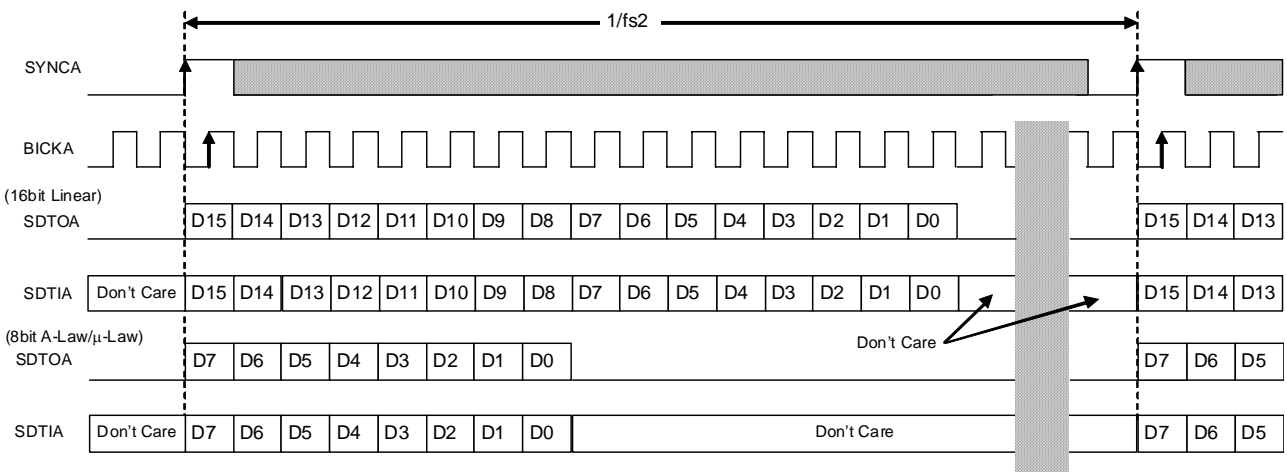 1/fs2
SYNCA
BICKA
(16bit Linear)
SDTOA D15 D14 D13 D12 D11 D10 D9 D8 D7 D6 D5 D4 D3 D2 D1 D0 D15 D14 D13
SDTIA Don't Care D15 D14 D13 D12 D11 D10 D9 D8 D7 D6 D5 D4 D3 D2 D1 D0 D15 D14 D13
Don't Care
(8bit A-Law/μ-Law)
SDTOA D7 D6 D5 D4 D3 D2 D1 D0 D7 D6 D5
SDTIA Don't Care D7 D6 D5 D4 D3 D2 D1 D0 Don't Care D7 D6 D5